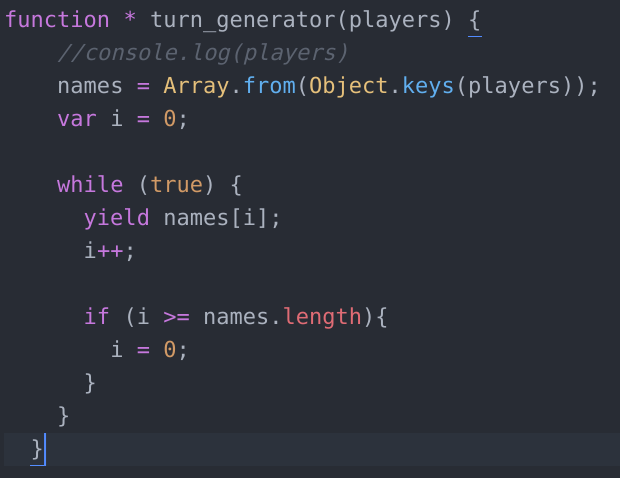 function * turn_generator(players) {
    //console.log(players)
    names = Array.from(Object.keys(players));
    var i = 0;

    while (true) {
      yield names[i];
      i++;

      if (i >= names.length){
        i = 0;
      }
    }
  }